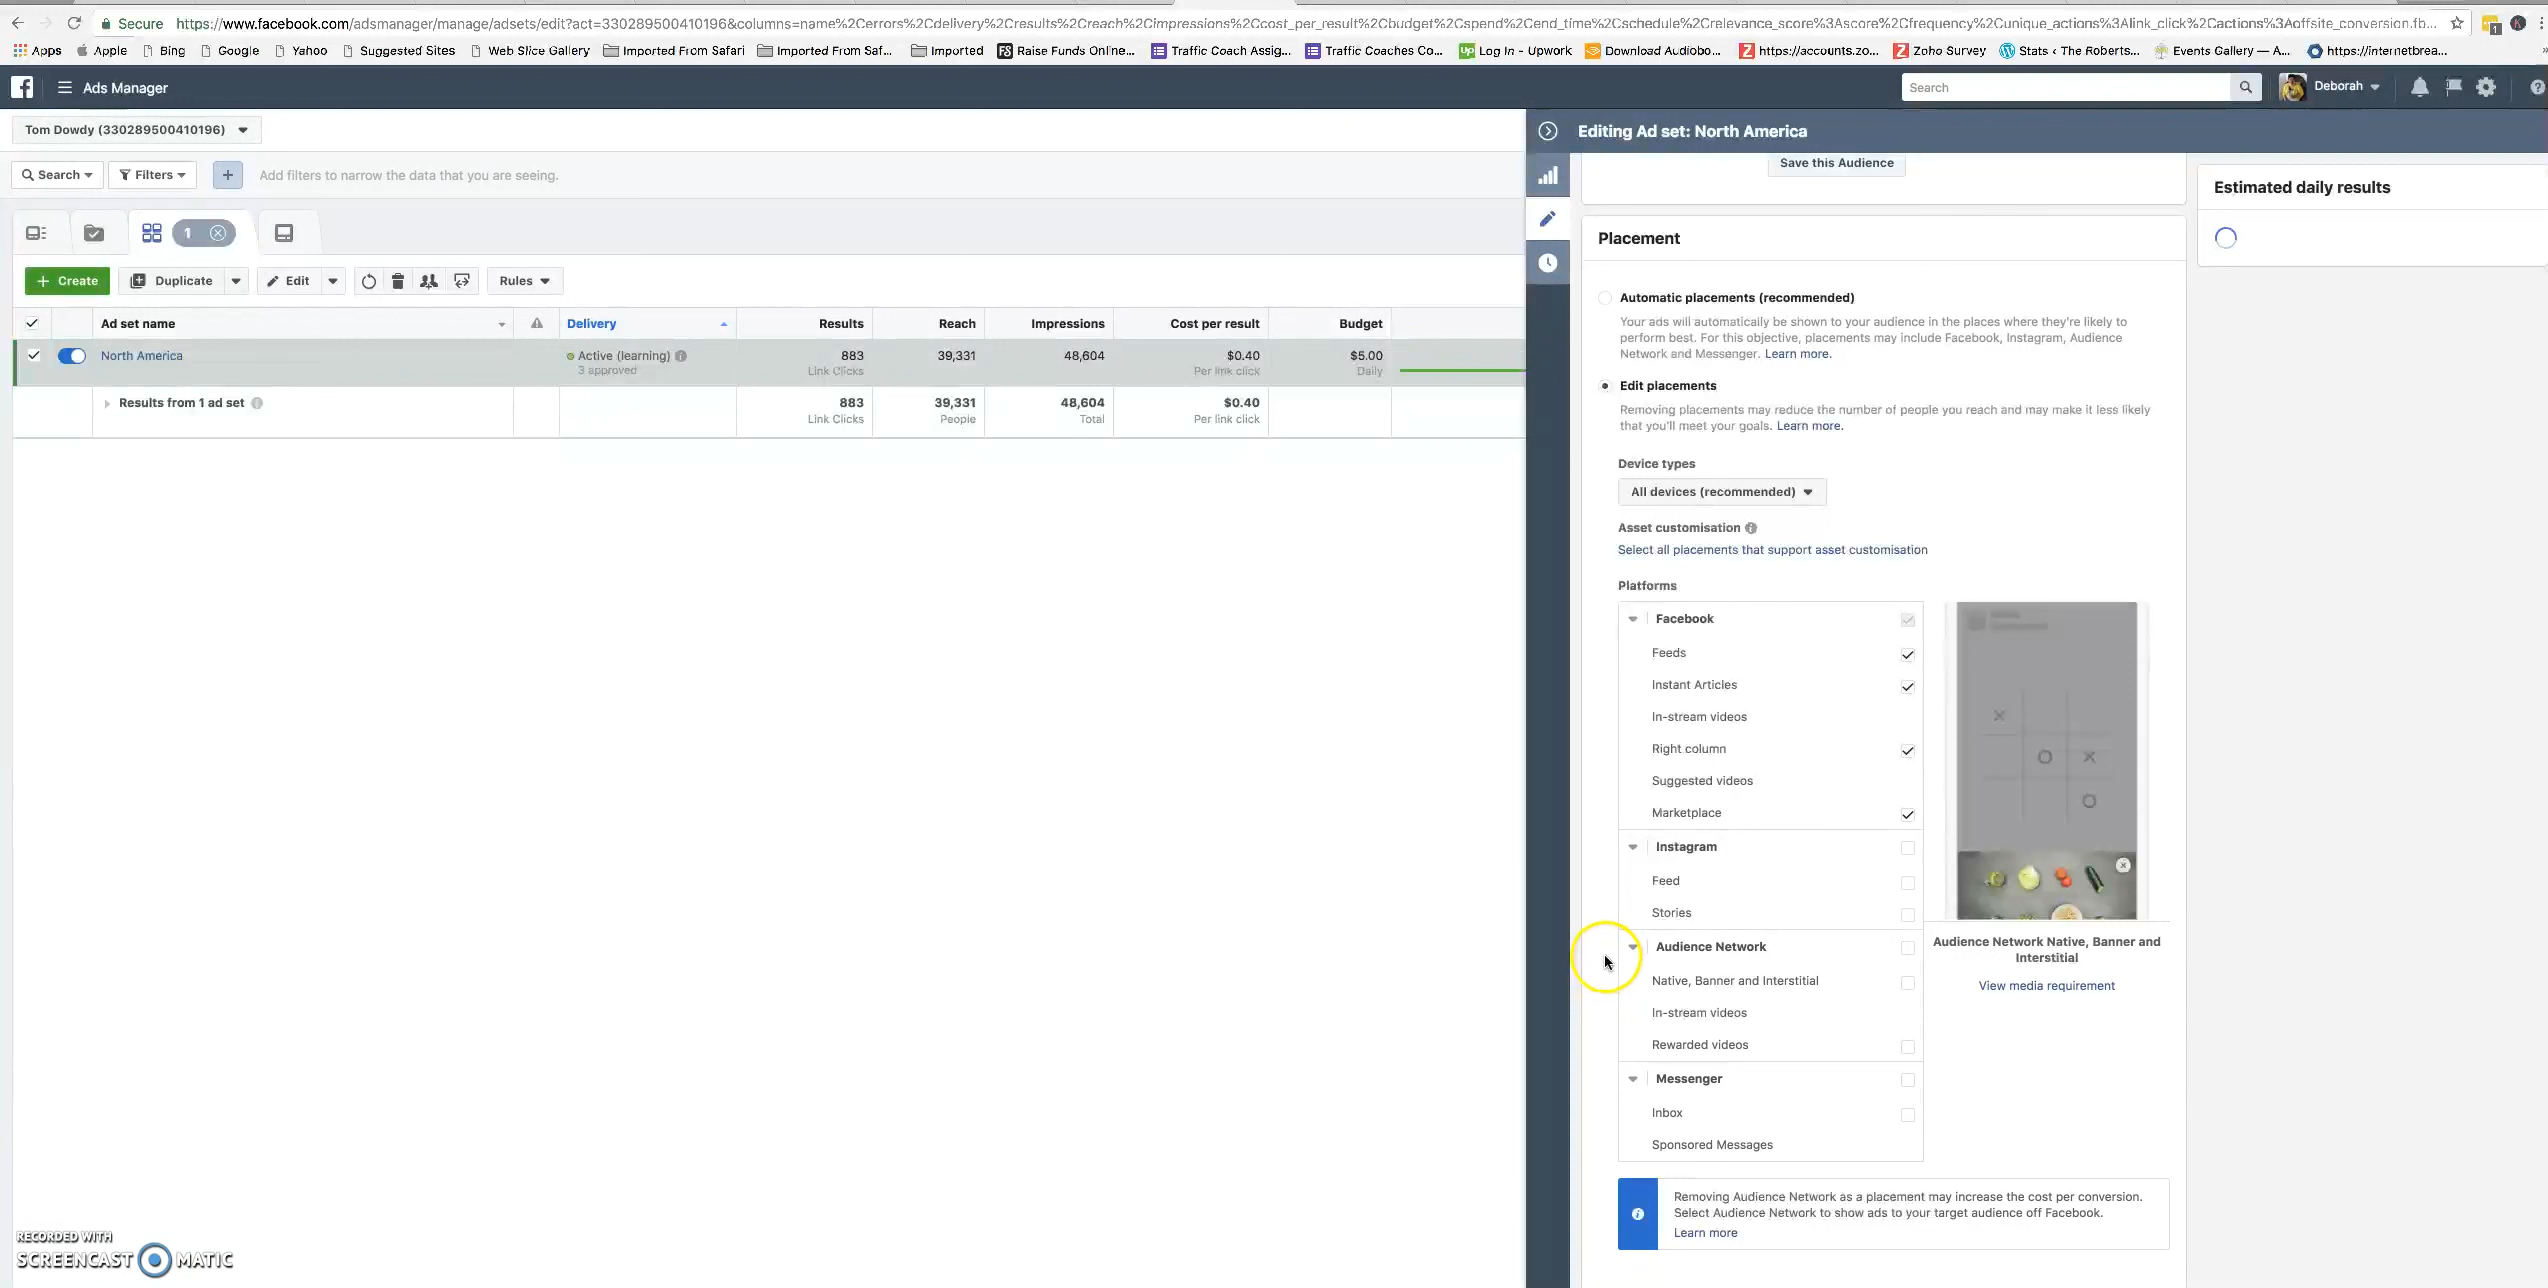 Secure https://www.facebook.com/adsmanager/manage/adsets/edit?act=330289500410196&columns=name%2Cerrors%2Cdelivery%2Cresults%2Creach%2Cimpressions%2Ccost_per_result%2Cbudget%2Cspend%2Cend_time%2Cschedule%2Crelevance_score%3Ascore%2Cfrequency%2Cunique_actions%3Alink_click%2Cactions%3Aoffsite_conversion.fb...
Apps Apple Bing Google Yahoo Suggested Sites Web Slice Gallery Imported From Safari Imported From Saf... Imported Raise Funds Online... Traffic Coach Assig... Traffic Coaches Co... Log In - Upwork Download Audiobo... https://accounts.zo... Zoho Survey Stats ‹ The Roberts... Events Gallery — A... https://internetbrea...
Ads Manager
Search
Deborah
Tom Dowdy (330289500410196)
Search Filters + Add filters to narrow the data that you are seeing.
1
+ Create Duplicate Edit Rules
Ad set name Delivery Results Reach Impressions Cost per result Budget
North America Active (learning) 883 39,331 48,604 $0.40 $5.00
3 approved Link Clicks Per link click Daily
Results from 1 ad set 883 39,331 48,604 $0.40
Link Clicks People Total Per link click
Editing Ad set: North America
Save this Audience
Placement
Automatic placements (recommended)
Your ads will automatically be shown to your audience in the places where they're likely to
perform best. For this objective, placements may include Facebook, Instagram, Audience
Network and Messenger. Learn more.
Edit placements
Removing placements may reduce the number of people you reach and may make it less likely
that you'll meet your goals. Learn more.
Device types
All devices (recommended)
Asset customisation
Select all placements that support asset customisation
Platforms
Facebook
Feeds
Instant Articles
In-stream videos
Right column
Suggested videos
Marketplace
Instagram
Feed
Stories
Audience Network
Native, Banner and Interstitial
In-stream videos
Rewarded videos
Messenger
Inbox
Sponsored Messages
Audience Network Native, Banner and
Interstitial
View media requirement
Removing Audience Network as a placement may increase the cost per conversion.
Select Audience Network to show ads to your target audience off Facebook.
Learn more
Estimated daily results
RECORDED WITH
SCREENCAST MATIC